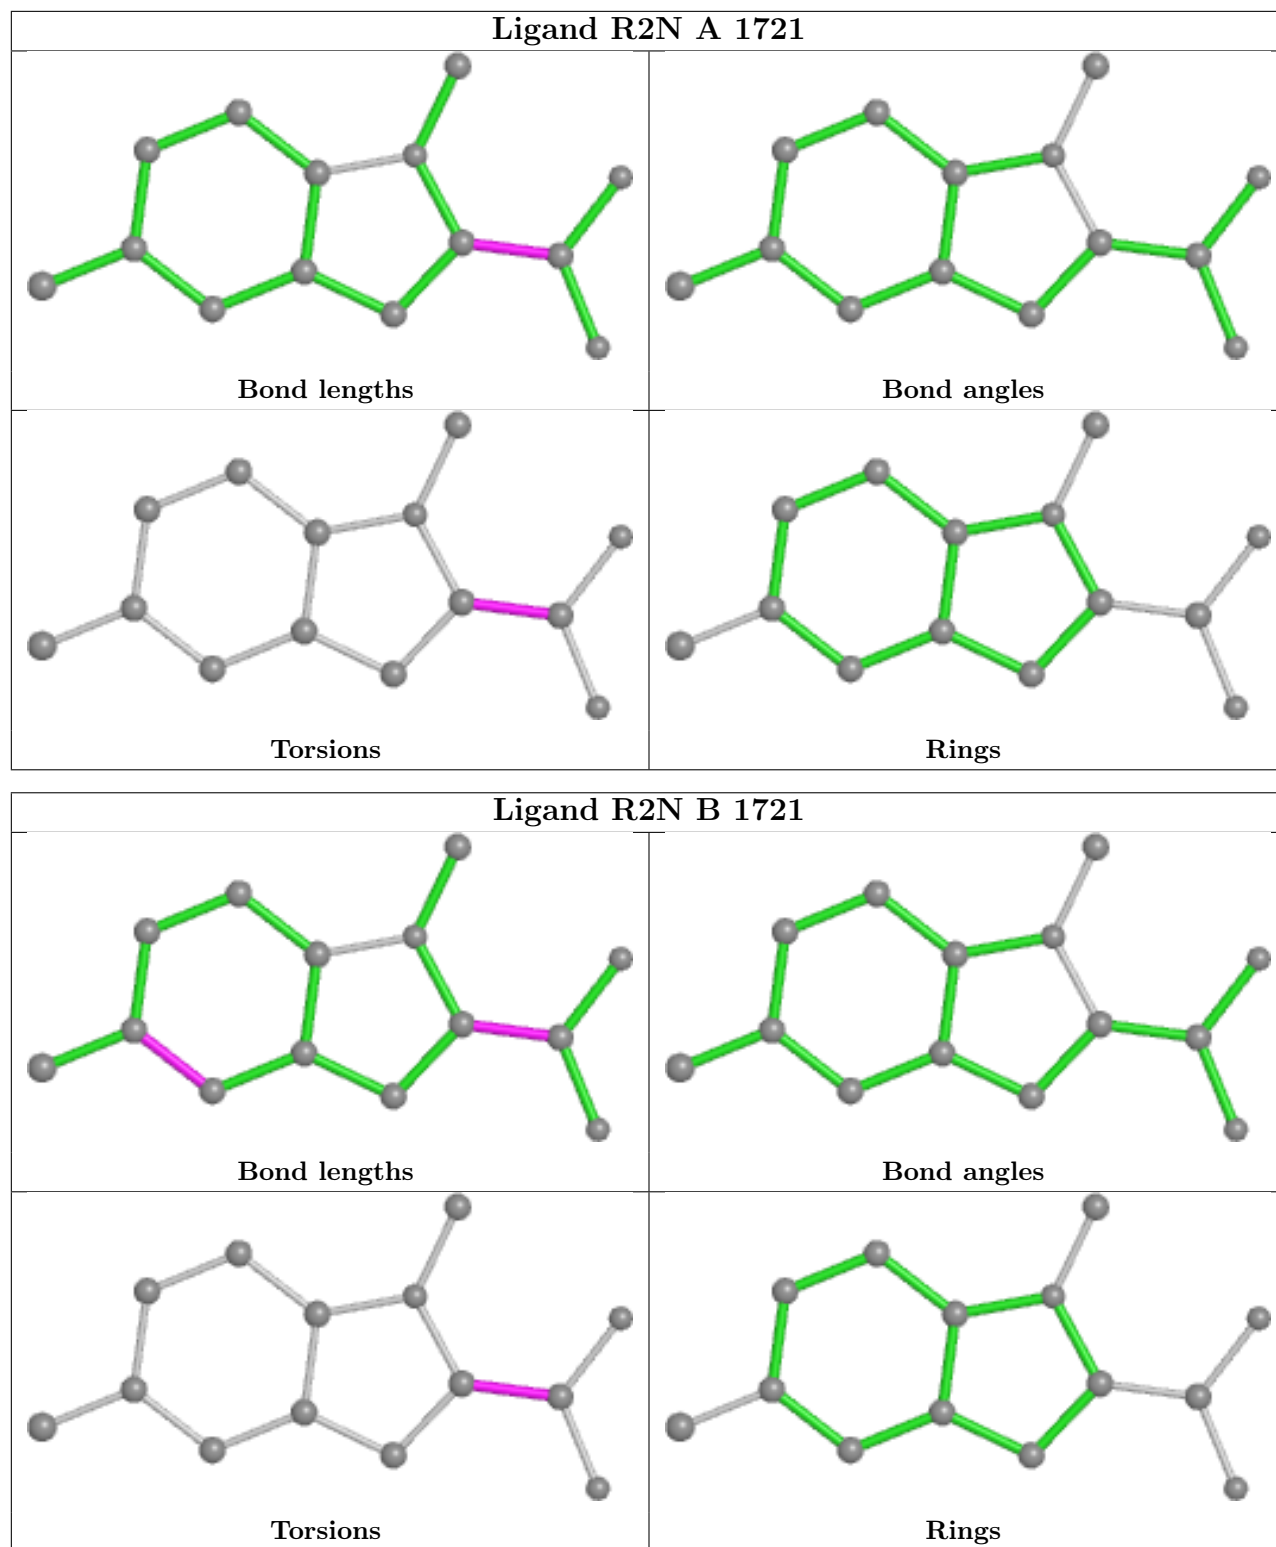 Ligand R2N A 1721
Bond lengths
Bond angles
Torsions
Rings
Ligand R2N B 1721
Bond lengths
Bond angles
Torsions
Rings